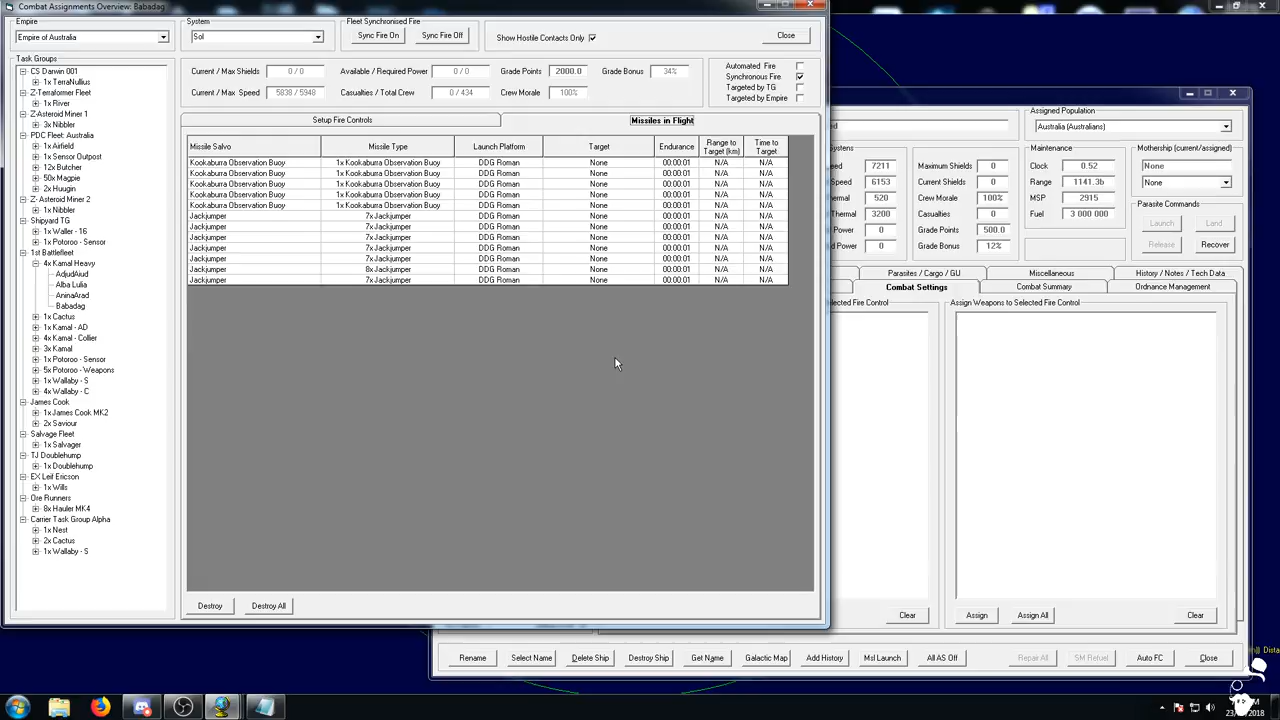 Combat Assignments Overview: Babadag
Empire
Empire of Australia
System
Sol
Fleet Synchronised Fire
Sync Fire On
Sync Fire Off
Show Hostile Contacts Only
Close
Task Groups
CS Darwin 001
1x TerraNullius
Z-Terraformer Fleet
1x River
Z-Asteroid Miner 1
3x Nibbler
PDC Fleet: Australia
1x Airfield
1x Sensor Outpost
12x Butcher
50x Magpie
2x Huugin
Z- Asteroid Miner 2
1x Nibbler
Shipyard TG
1x Waller - 16
1x Potoroo - Sensor
1st Battlefleet
4x Kamal Heavy
AdjudAiud
Alba Lulia
AninaArad
Babadag
1x Cactus
1x Kamal - AD
4x Kamal - Collier
3x Kamal
1x Potoroo - Sensor
5x Potoroo - Weapons
1x Wallaby - S
4x Wallaby - C
James Cook
1x James Cook MK2
2x Saviour
Salvage Fleet
1x Salvager
TJ Doublehump
1x Doublehump
EX Leif Ericson
1x Wills
Ore Runners
8x Hauler MK4
Carrier Task Group Alpha
1x Nest
2x Cactus
1x Wallaby - S
Current / Max Shields 0 / 0 Available / Required Power 0 / 0 Grade Points 2000.0 Grade Bonus 34%
Current / Max Speed 5838 / 5948 Casualties / Total Crew 0 / 434 Crew Morale 100%
Automated Fire
Synchronous Fire
Targeted by TG
Targeted by Empire
Setup Fire Controls
Missiles in Flight
Missile Salvo Missile Type Launch Platform Target Endurance Range to Target (km) Time to Target
Kookaburra Observation Buoy 1x Kookaburra Observation Buoy DDG Roman None 00:00:01 N/A N/A
Kookaburra Observation Buoy 1x Kookaburra Observation Buoy DDG Roman None 00:00:01 N/A N/A
Kookaburra Observation Buoy 1x Kookaburra Observation Buoy DDG Roman None 00:00:01 N/A N/A
Kookaburra Observation Buoy 1x Kookaburra Observation Buoy DDG Roman None 00:00:01 N/A N/A
Kookaburra Observation Buoy 1x Kookaburra Observation Buoy DDG Roman None 00:00:01 N/A N/A
Jackjumper 7x Jackjumper DDG Roman None 00:00:01 N/A N/A
Jackjumper 7x Jackjumper DDG Roman None 00:00:01 N/A N/A
Jackjumper 7x Jackjumper DDG Roman None 00:00:01 N/A N/A
Jackjumper 7x Jackjumper DDG Roman None 00:00:01 N/A N/A
Jackjumper 7x Jackjumper DDG Roman None 00:00:01 N/A N/A
Jackjumper 8x Jackjumper DDG Roman None 00:00:01 N/A N/A
Jackjumper 7x Jackjumper DDG Roman None 00:00:01 N/A N/A
Destroy
Destroy All
Assigned Population
Australia (Australians)
7211
Speed 6153
520
Thermal 3200
Power 0
Power 0
Maximum Shields 0
Current Shields 0
Crew Morale 100%
Casualties 0
Grade Points 500.0
Grade Bonus 12%
Maintenance
Clock 0.52
Range 1141.3b
MSP 2915
Fuel 3 000 000
Mothership (current/assigned)
None
None
Parasite Commands
Launch
Land
Release
Recover
Parasites / Cargo / GU
Miscellaneous
History / Notes / Tech Data
Combat Settings
Combat Summary
Ordnance Management
Fire Control
Assign Weapons to Selected Fire Control
Clear
Assign
Assign All
Clear
Rename
Select Name
Delete Ship
Destroy Ship
Get Name
Galactic Map
Add History
Msl Launch
All AS Off
Repair All
SM Refuel
Auto FC
Close